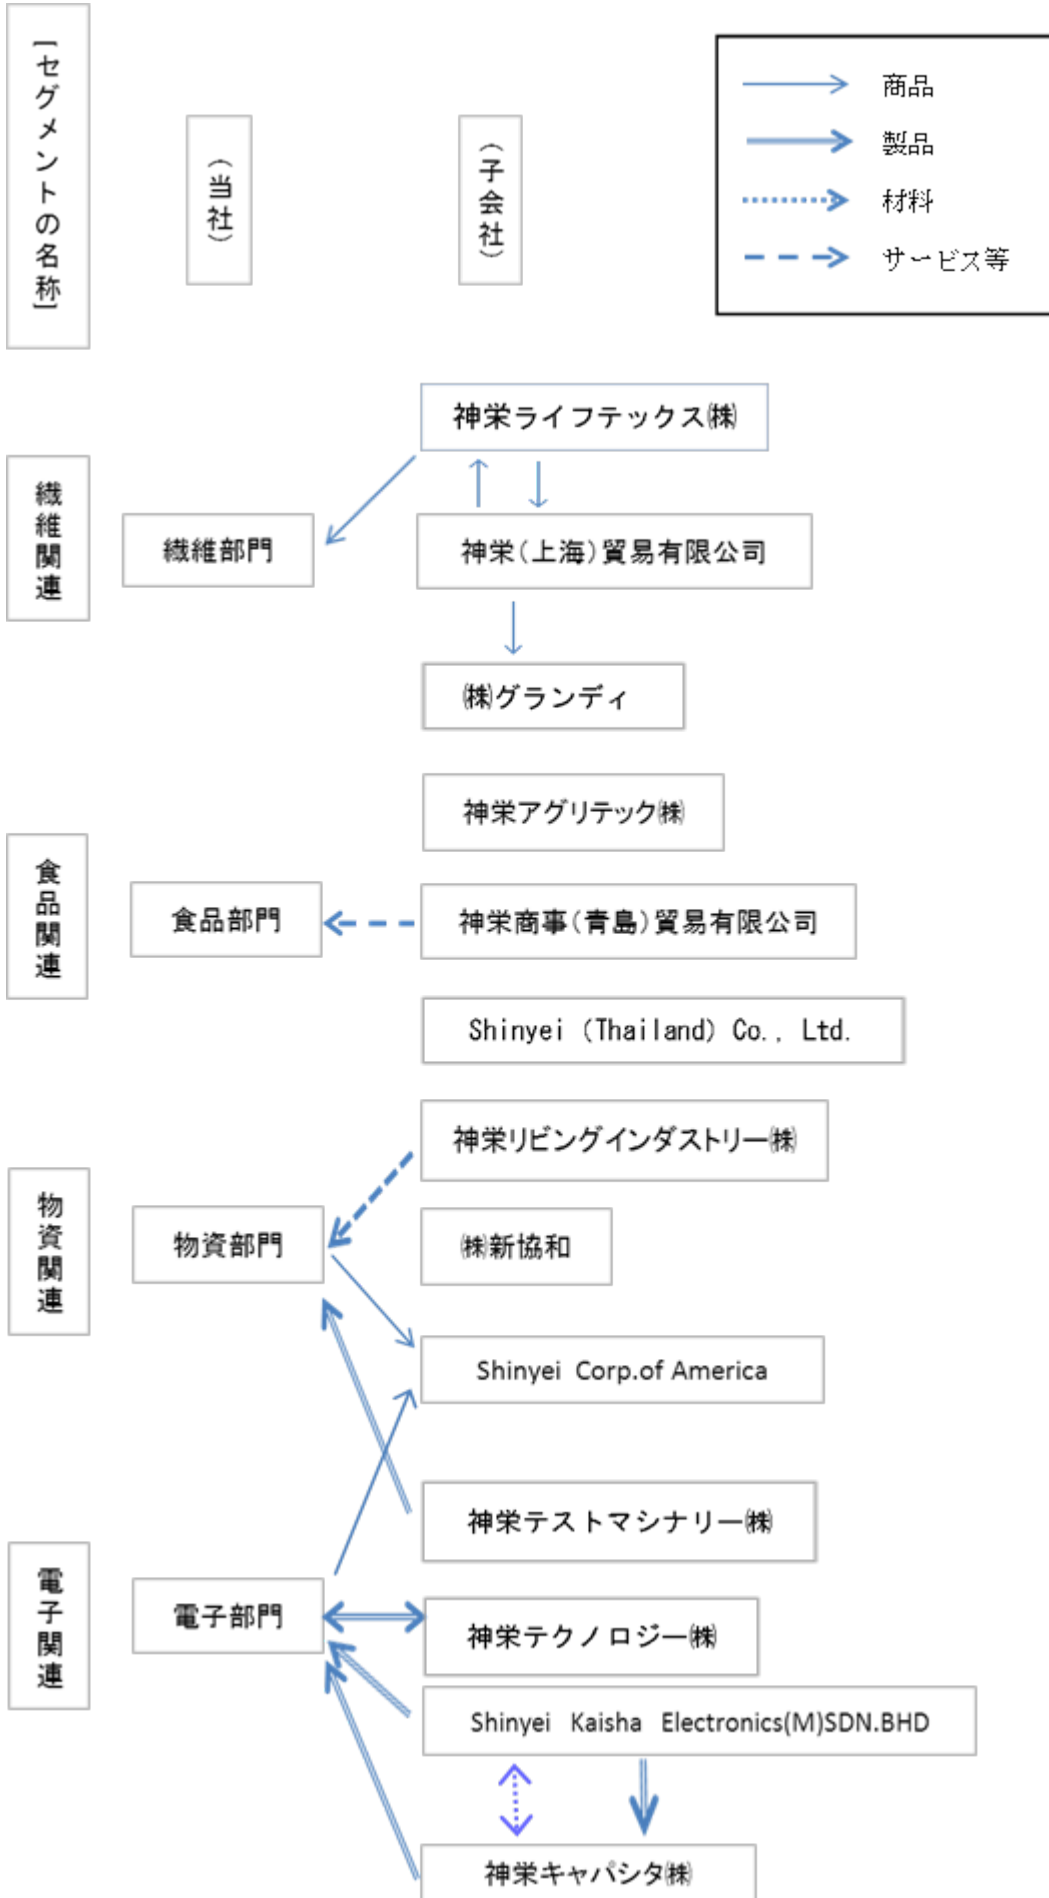 [セグメントの名称]
(当社)
(子会社)
商品
製品
材料
サービス等
神栄ライフテックス㈱
繊維関連
繊維部門
神栄(上海)貿易有限公司
㈱グランディ
神栄アグリテック㈱
食品関連
食品部門
神栄商事(青島)貿易有限公司
Shinyei (Thailand) Co., Ltd.
神栄リビングインダストリー㈱
物資関連
物資部門
㈱新協和
Shinyei Corp.of America
神栄テストマシナリー㈱
電子関連
電子部門
神栄テクノロジー㈱
Shinyei Kaisha Electronics(M)SDN.BHD
神栄キャパシタ㈱